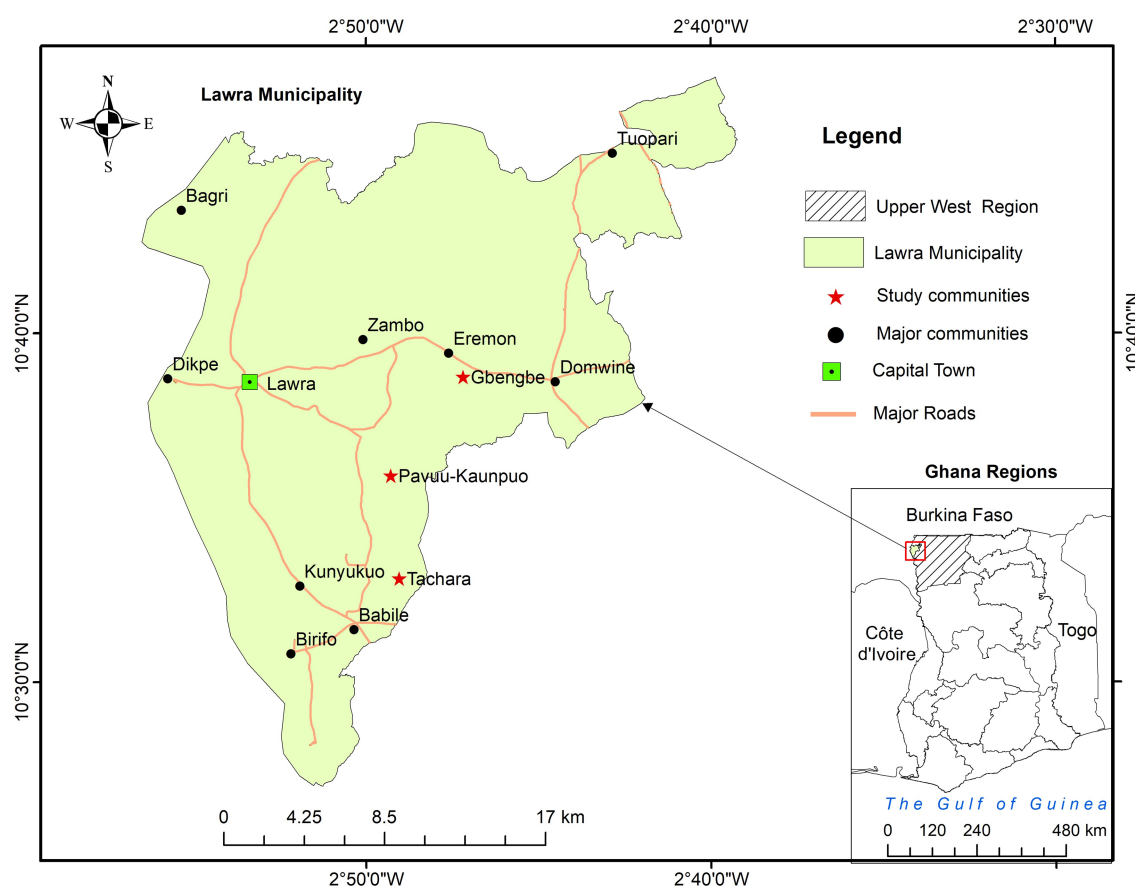 2°50'0"W
2°40'0"W
2°30'0"W
N
W
E
S
Lawra Municipality
Tuopari
Bagri
Zambo
Eremon
Dikpe
Lawra
Gbengbe
Domwine
Pavuu-Kaunpuo
Kunyukuo
Tachara
Babile
Birifo
10°40'0"N
10°30'0"N
10°40'0"N
Legend
Upper West Region
Lawra Municipality
Study communities
Major communities
Capital Town
Major Roads
Ghana Regions
Burkina Faso
Côte
d'Ivoire
Togo
The Gulf of Guinea
0 120 240 480 km
0 4.25 8.5 17 km
2°50'0"W
2°40'0"W